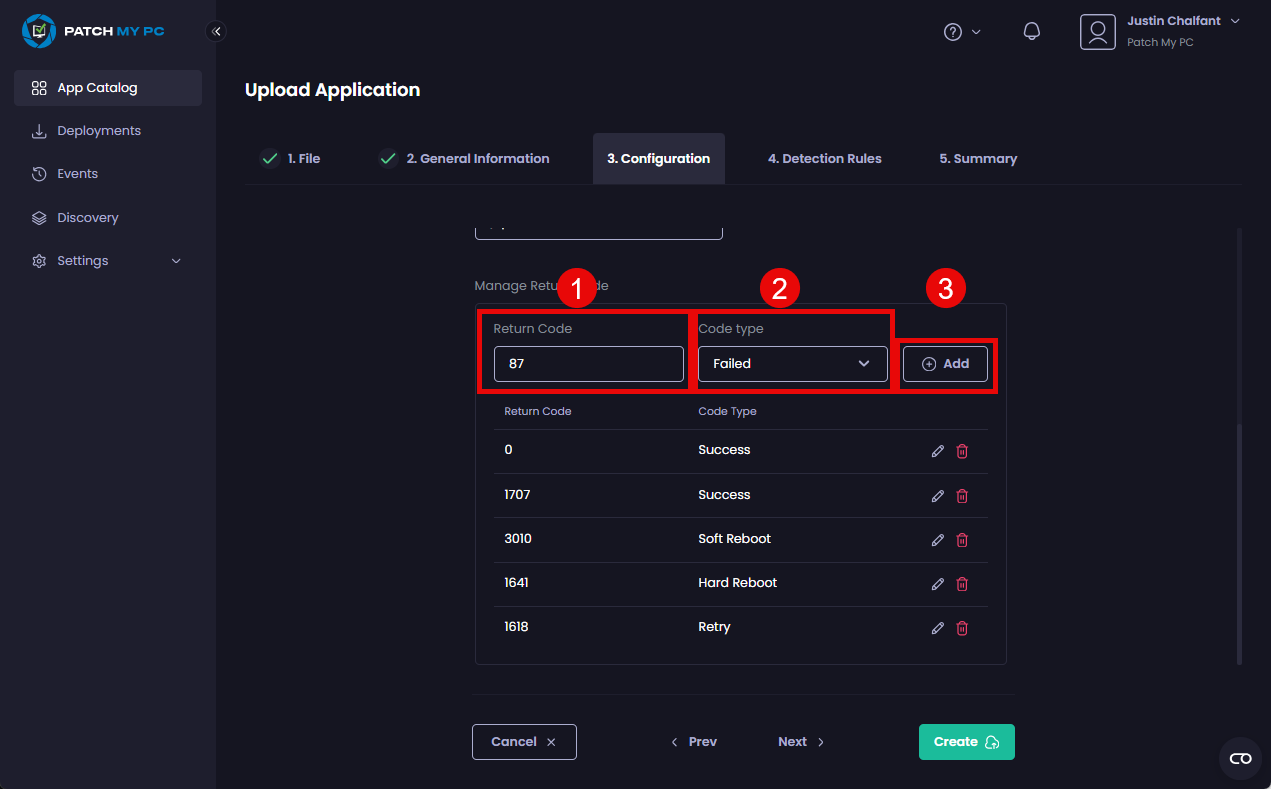 PATCH MY PC
Justin Chalfant
Patch My PC
App Catalog
Deployments
Events
Discovery
Settings
Upload Application
1. File
2. General Information
3. Configuration
4. Detection Rules
5. Summary
Manage
1
2
3
Return Code
Code type
87
Failed
Add
Return Code
Code Type
0
Success
1707
Success
3010
Soft Reboot
1641
Hard Reboot
1618
Retry
Cancel
Prev
Next
Create